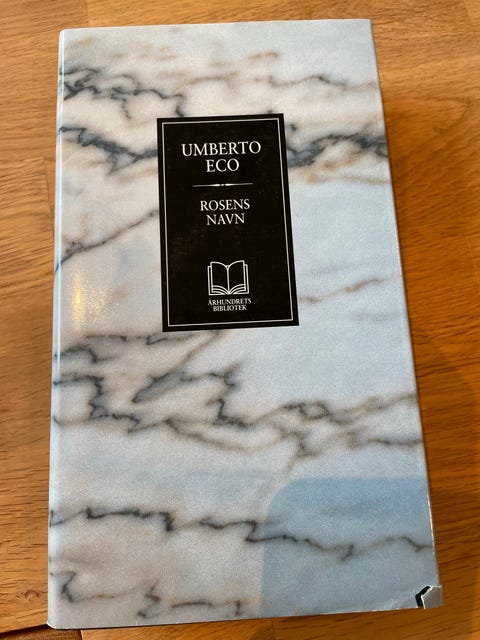 UMBERTO
ECO
ROSENS
NAVN
ÅRHUNDRETS
BIBLIOTEK